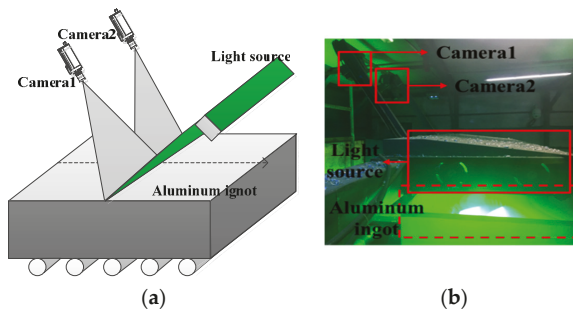 Camera2
Light source
Camera1
Aluminum ignot
(a)
Camera1
Camera2
Light
source
Aluminum
ingot
(b)